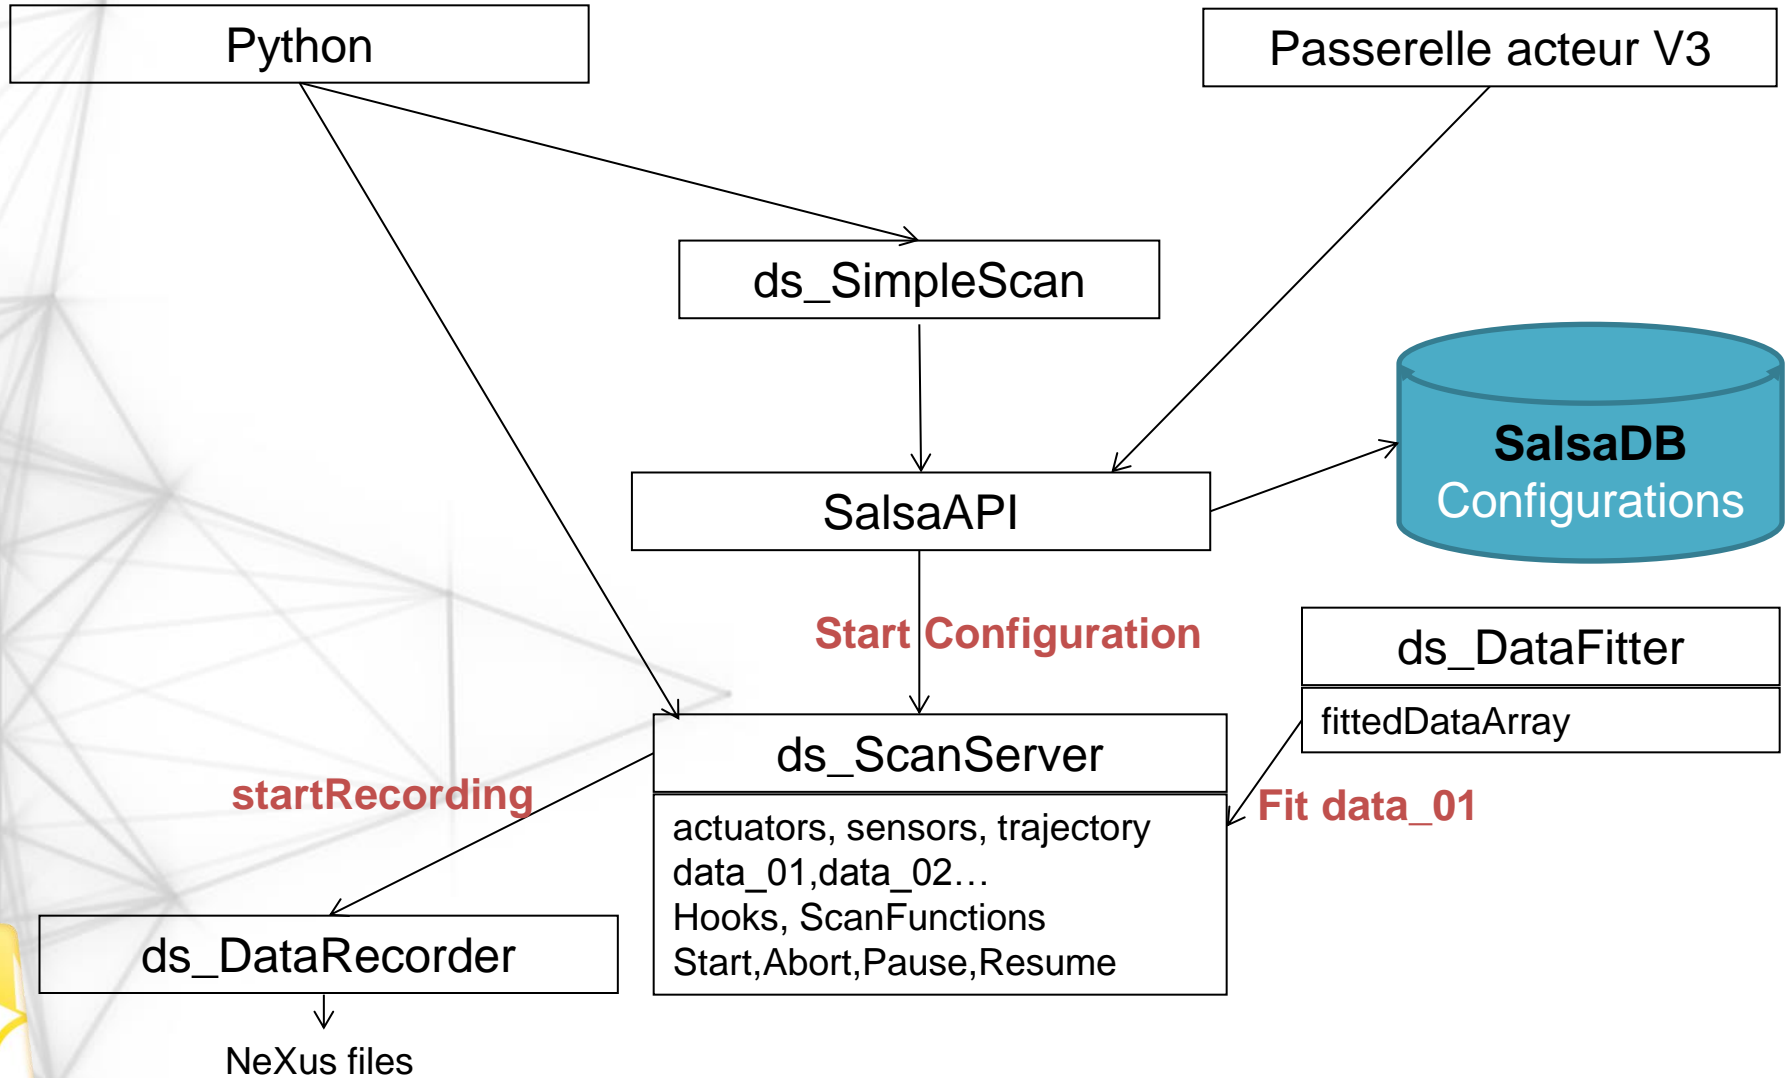 Python
Passerelle acteur V3
ds_SimpleScan
SalsaDB
Configurations
SalsaAPI
Start Configuration
ds_DataFitter
fittedDataArray
ds_ScanServer
startRecording
Fit data_01
actuators, sensors, trajectory
data_01,data_02…
Hooks, ScanFunctions
Start,Abort,Pause,Resume
ds_DataRecorder
NeXus files